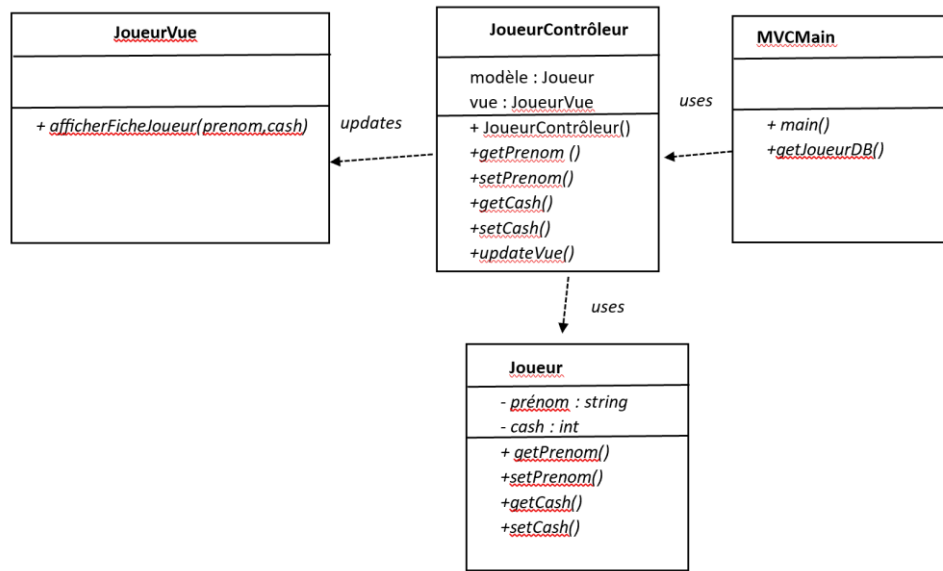 JoueurVue
+ afficherFicheJoueur(prenom,cash)
updates
JoueurContrôleur
modèle : Joueur
vue : JoueurVue
+ JoueurContrôleur()
+getPrenom ()
+setPrenom()
+getCash()
+setCash()
+updateVue()
uses
MVCMain
+ main()
+getJoueurDB()
uses
Joueur
- prénom : string
- cash : int
+ getPrenom()
+setPrenom()
+getCash()
+setCash()